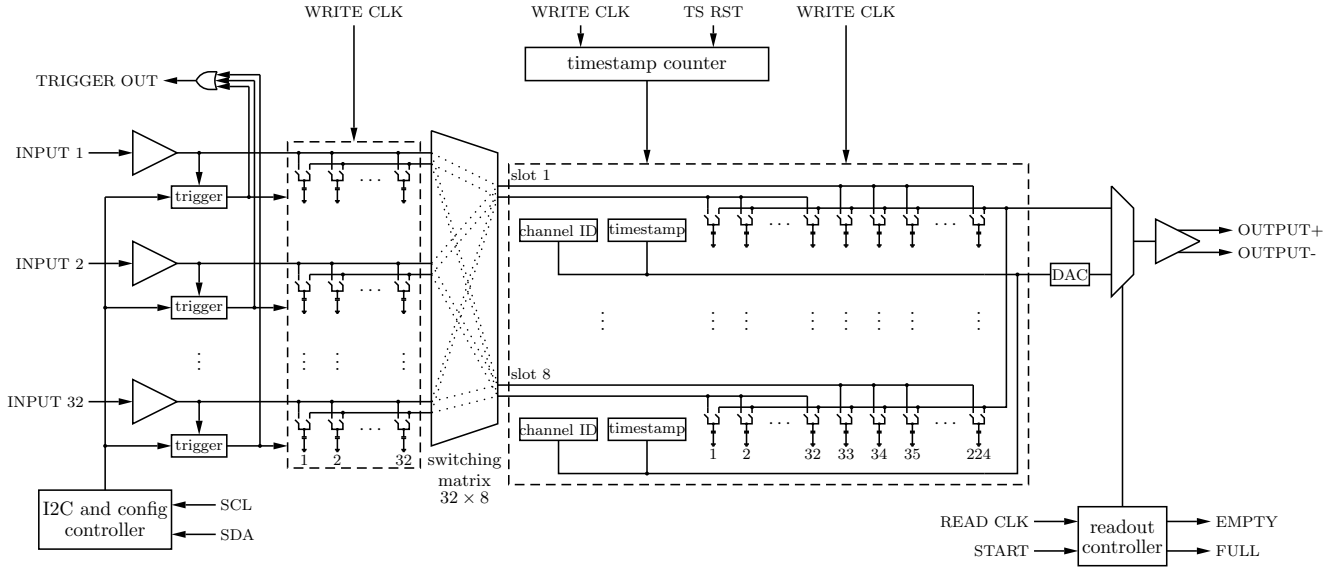 WRITE CLK
WRITE CLK
TS RST
WRITE CLK
timestamp counter
TRIGGER OUT
INPUT 1
trigger
. . .
slot 1
. . .
. . .
channel ID
timestamp
OUTPUT+
OUTPUT-
INPUT 2
DAC
trigger
. . .
slot 8
INPUT 32
trigger
. . .
. . .
. . .
channel ID
timestamp
1
2
32
1
2
32
33
34
35
224
switching
matrix
32 × 8
I2C and config
controller
SCL
SDA
READ CLK
START
readout
controller
EMPTY
FULL